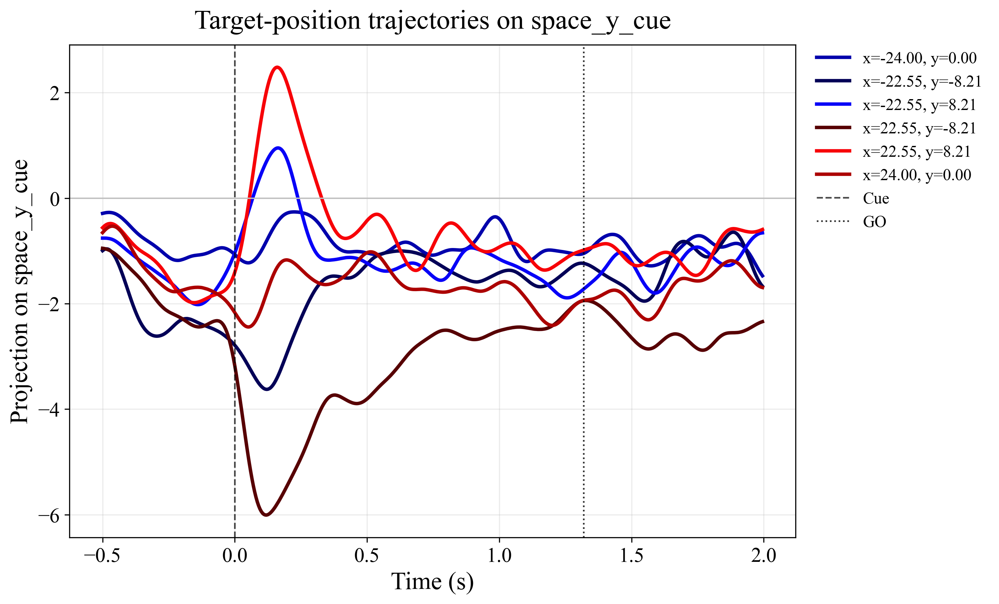 Target-position trajectories on space_y_cue
Projection on space_y_cue
2
0
−2
−4
−6
−0.5
0.0
0.5
1.0
1.5
2.0
Time (s)
x=-24.00, y=0.00
x=-22.55, y=-8.21
x=-22.55, y=8.21
x=22.55, y=-8.21
x=22.55, y=8.21
x=24.00, y=0.00
Cue
GO